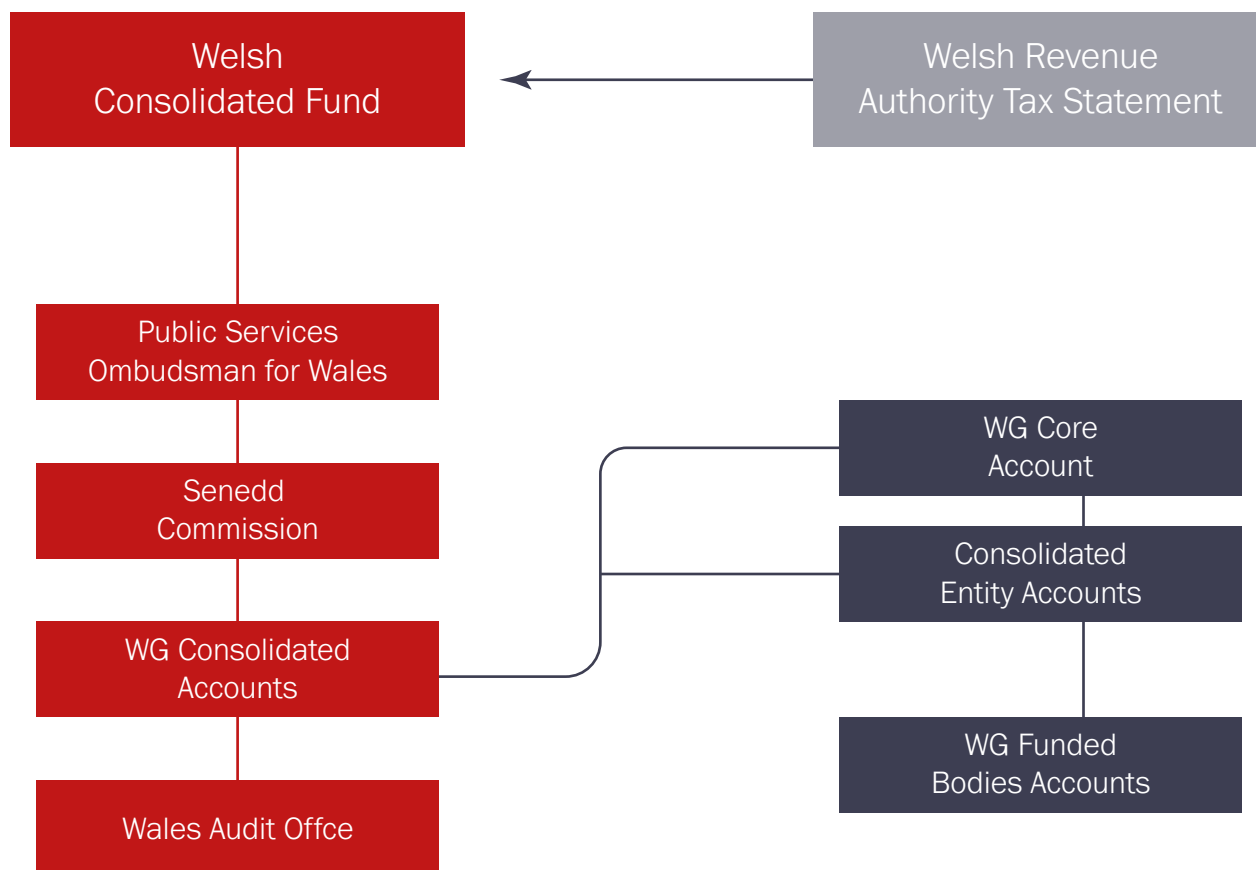 Welsh
Consolidated Fund
Welsh Revenue
Authority Tax Statement
Public Services
Ombudsman for Wales
Senedd
Commission
WG Consolidated
Accounts
Wales Audit Offce
WG Core
Account
Consolidated
Entity Accounts
WG Funded
Bodies Accounts